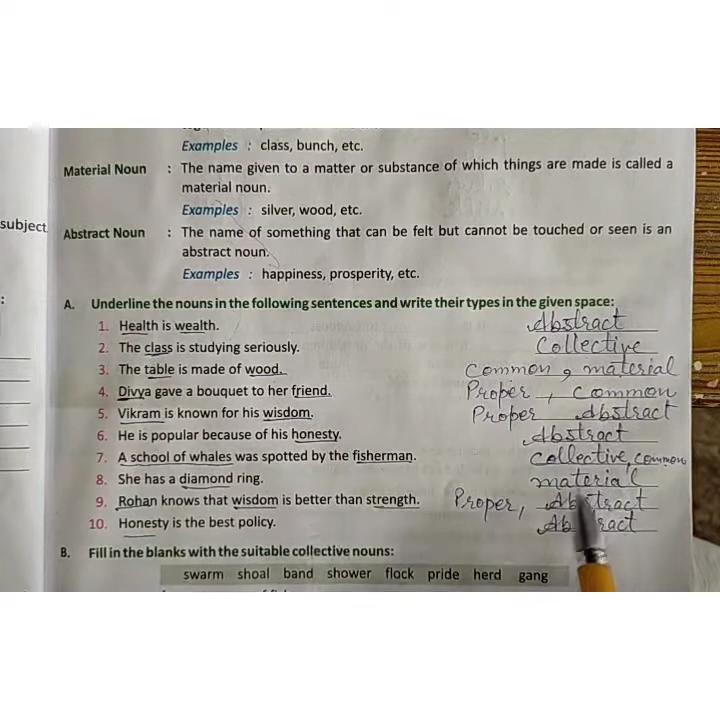 Examples : class, bunch, etc.
Material Noun : The name given to a matter or substance of which things are made is called a
material noun.
Examples : silver, wood, etc.
subject
Abstract Noun : The name of something that can be felt but cannot be touched or seen is an
abstract noun.
Examples : happiness, prosperity, etc.
:
A. Underline the nouns in the following sentences and write their types in the given space:
1. Health is wealth. Abstract
2. The class is studying seriously. Collective
3. The table is made of wood. Common, material
4. Divya gave a bouquet to her friend. Proper, common
5. Vikram is known for his wisdom. Proper Abstract
6. He is popular because of his honesty. Abstract
7. A school of whales was spotted by the fisherman. collective, common
8. She has a diamond ring. material
9. Rohan knows that wisdom is better than strength. Proper, Abstract
10. Honesty is the best policy. Abstract
B. Fill in the blanks with the suitable collective nouns:
swarm shoal band shower flock pride herd gang